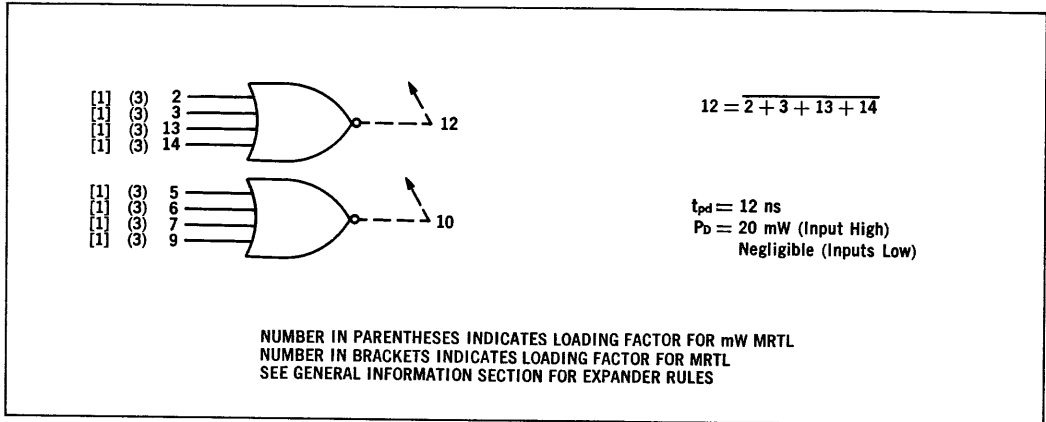 [1] (3) 2
[1] (3) 3
[1] (3) 13
[1] (3) 14
12
12 = 2 + 3 + 13 + 14
[1] (3) 5
[1] (3) 6
[1] (3) 7
[1] (3) 9
10
tpd = 12 ns
PD = 20 mW (Input High)
Negligible (Inputs Low)
NUMBER IN PARENTHESES INDICATES LOADING FACTOR FOR mW MRTL
NUMBER IN BRACKETS INDICATES LOADING FACTOR FOR MRTL
SEE GENERAL INFORMATION SECTION FOR EXPANDER RULES